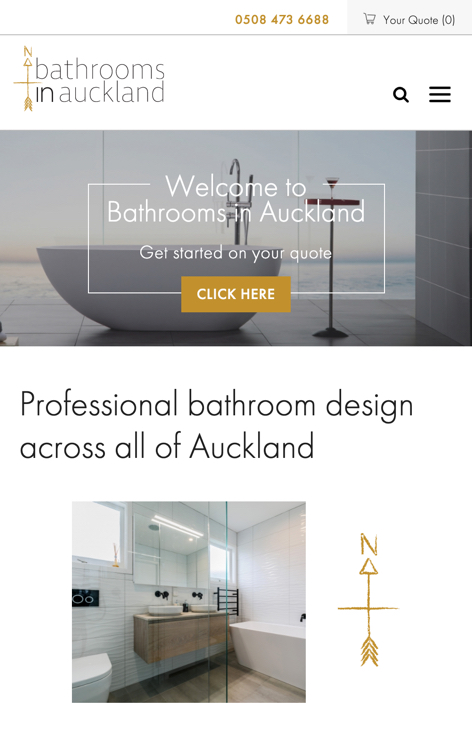 0508 473 6688
Your Quote (0)
N
bathrooms
in auckland
Welcome to
Bathrooms in Auckland
Get started on your quote
CLICK HERE
Professional bathroom design
across all of Auckland
N